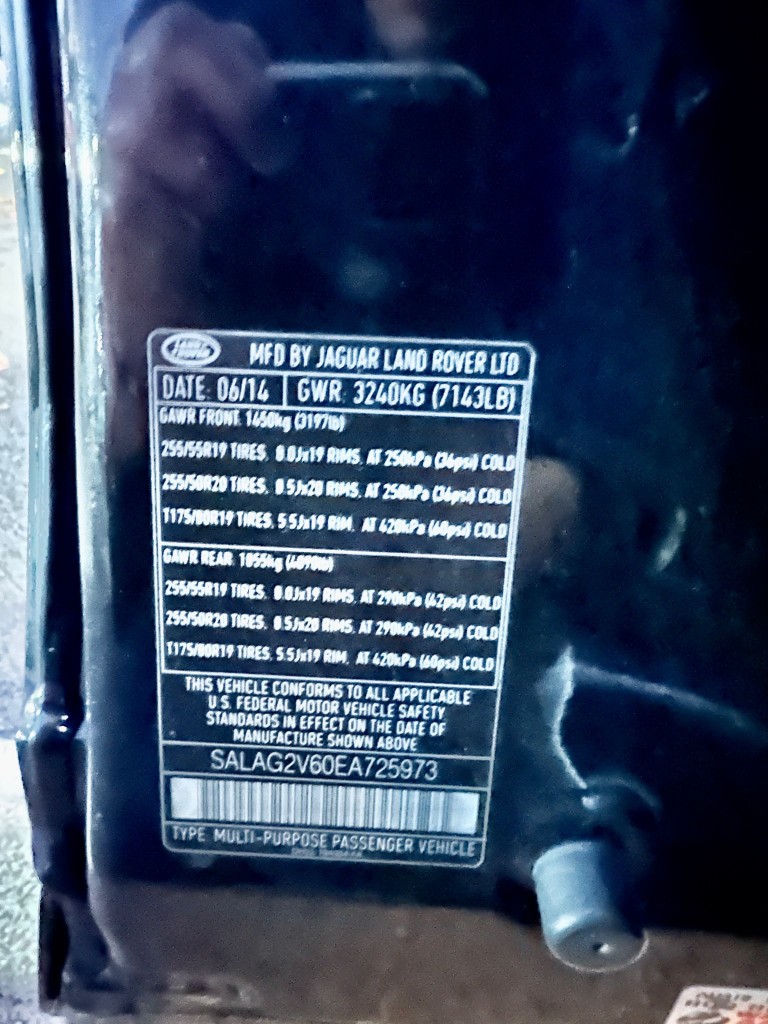 LAND ROVER
MFD BY JAGUAR LAND ROVER LTD
DATE: 06/14 GWR 3240KG (7143LB)
GAWR FRONT 1450kg (3197lb)
255/55R19 TIRES, 8.0Jx19 RIMS, AT 250kPa (36psi) COLD
255/50R20 TIRES, 8.5Jx20 RIMS, AT 250kPa (36psi) COLD
T175/80R19 TIRES, 5.5Jx19 RIM, AT 420kPa (60psi) COLD
GAWR REAR 1855kg (4090lb)
255/55R19 TIRES, 8.0Jx19 RIMS, AT 290kPa (42psi) COLD
255/50R20 TIRES, 8.5Jx20 RIMS, AT 290kPa (42psi) COLD
T175/80R19 TIRES, 5.5Jx19 RIM, AT 420kPa (60psi) COLD
THIS VEHICLE CONFORMS TO ALL APPLICABLE
U.S. FEDERAL MOTOR VEHICLE SAFETY
STANDARDS IN EFFECT ON THE DATE OF
MANUFACTURE SHOWN ABOVE
SALAG2V60EA725973
TYPE: MULTI-PURPOSE PASSENGER VEHICLE